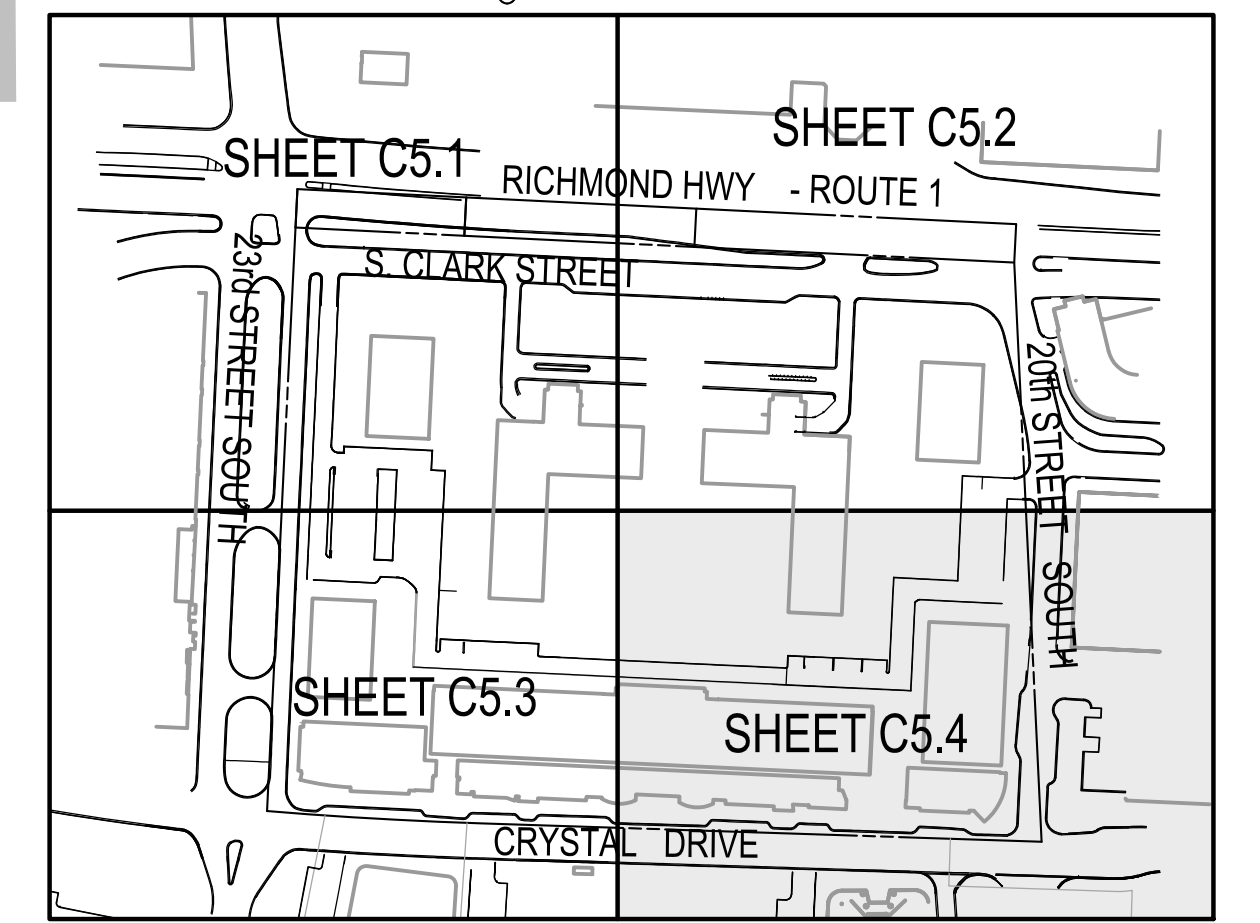 SHEET C5.2
SHEET C5.1
RICHMOND HWY - ROUTE 1
S. CLARK STREET
23rd STREET SOUTH
20th STREET SOUTH
SHEET C5.3
SHEET C5.4
CRYSTAL DRIVE